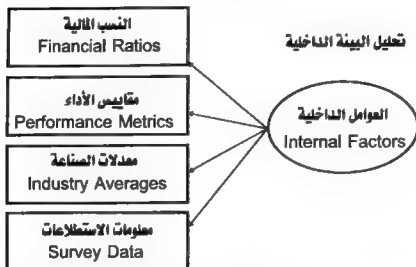 تحليل البيئة الداخلية
العوامل الداخلية
Internal Factors
النسب المالية
Financial Ratios
مقاييس الأداء
Performance Metrics
معدلات الصناعة
Industry Averages
معلومات الاستطلاعات
Survey Data